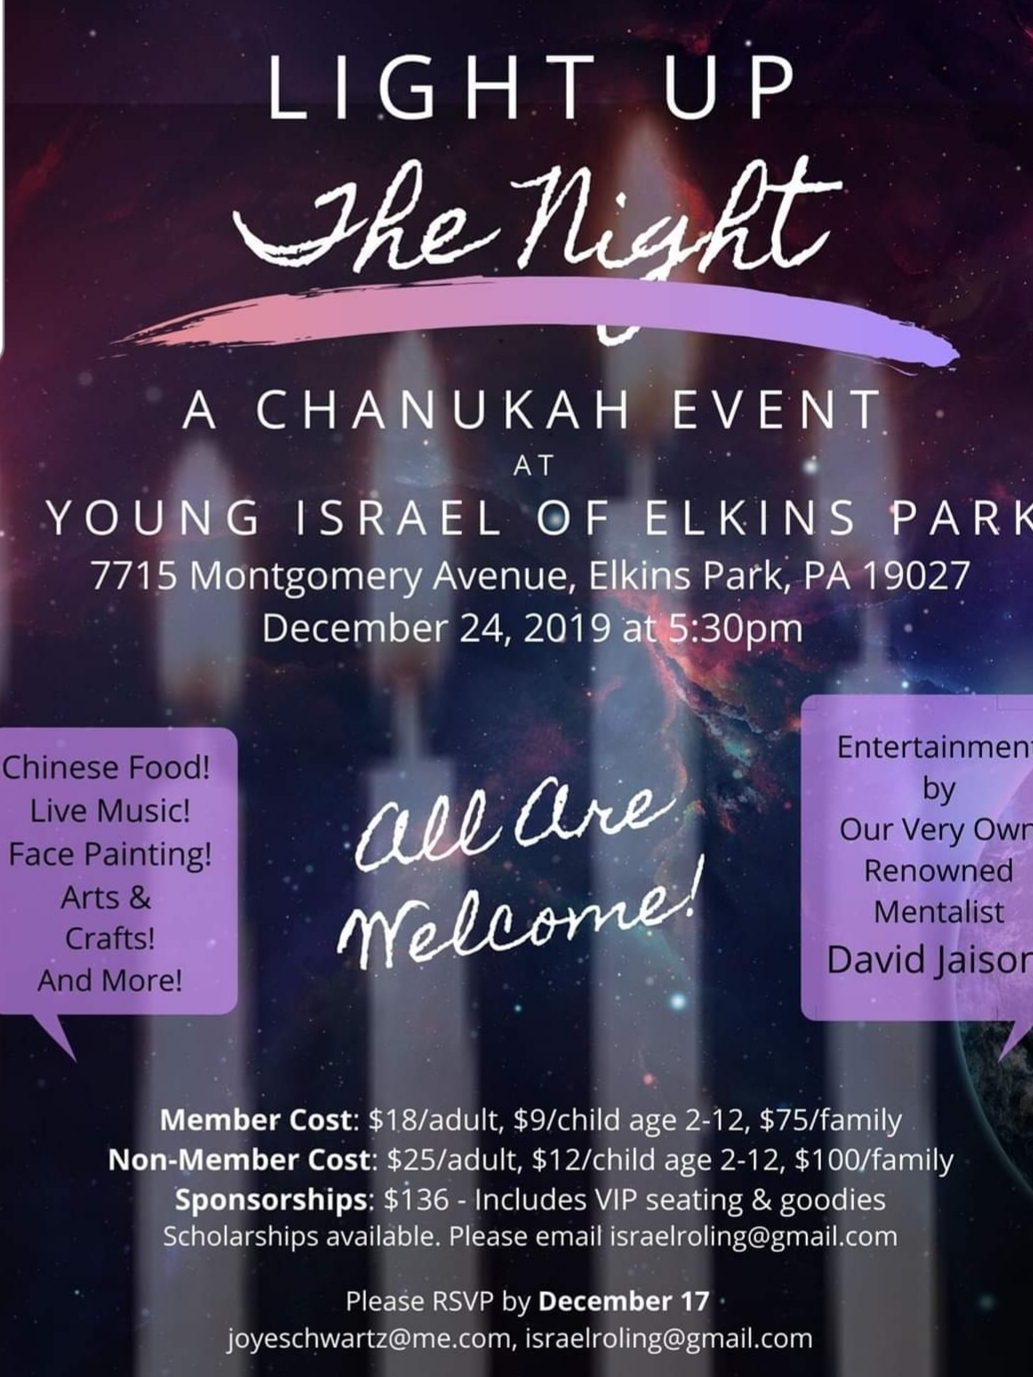 LIGHT UP
The Night
A CHANUKAH EVENT
AT
YOUNG ISRAEL OF ELKINS PARK
7715 Montgomery Avenue, Elkins Park, PA 19027
December 24, 2019 at 5:30pm
Chinese Food!
Live Music!
Face Painting!
Arts &
Crafts!
And More!
All Are
Welcome!
Entertainment
by
Our Very Own
Renowned
Mentalist
David Jaison
Member Cost: $18/adult, $9/child age 2-12, $75/family
Non-Member Cost: $25/adult, $12/child age 2-12, $100/family
Sponsorships: $136 - Includes VIP seating & goodies
Scholarships available. Please email israelroling@gmail.com
Please RSVP by December 17
joyeschwartz@me.com, israelroling@gmail.com